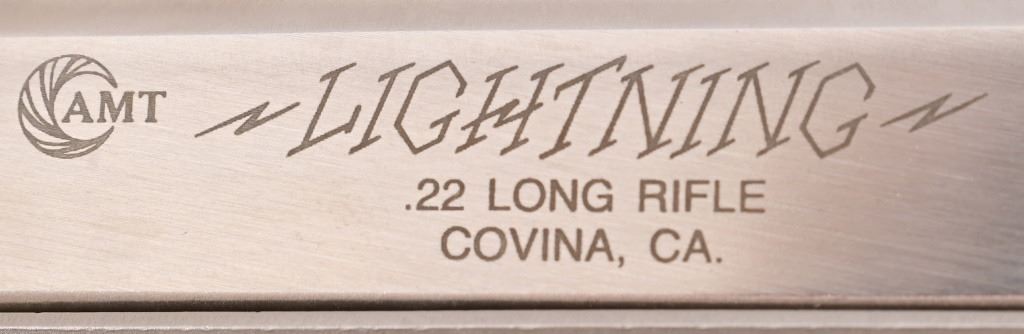 AMT LIGHTNING
.22 LONG RIFLE
COVINA, CA.